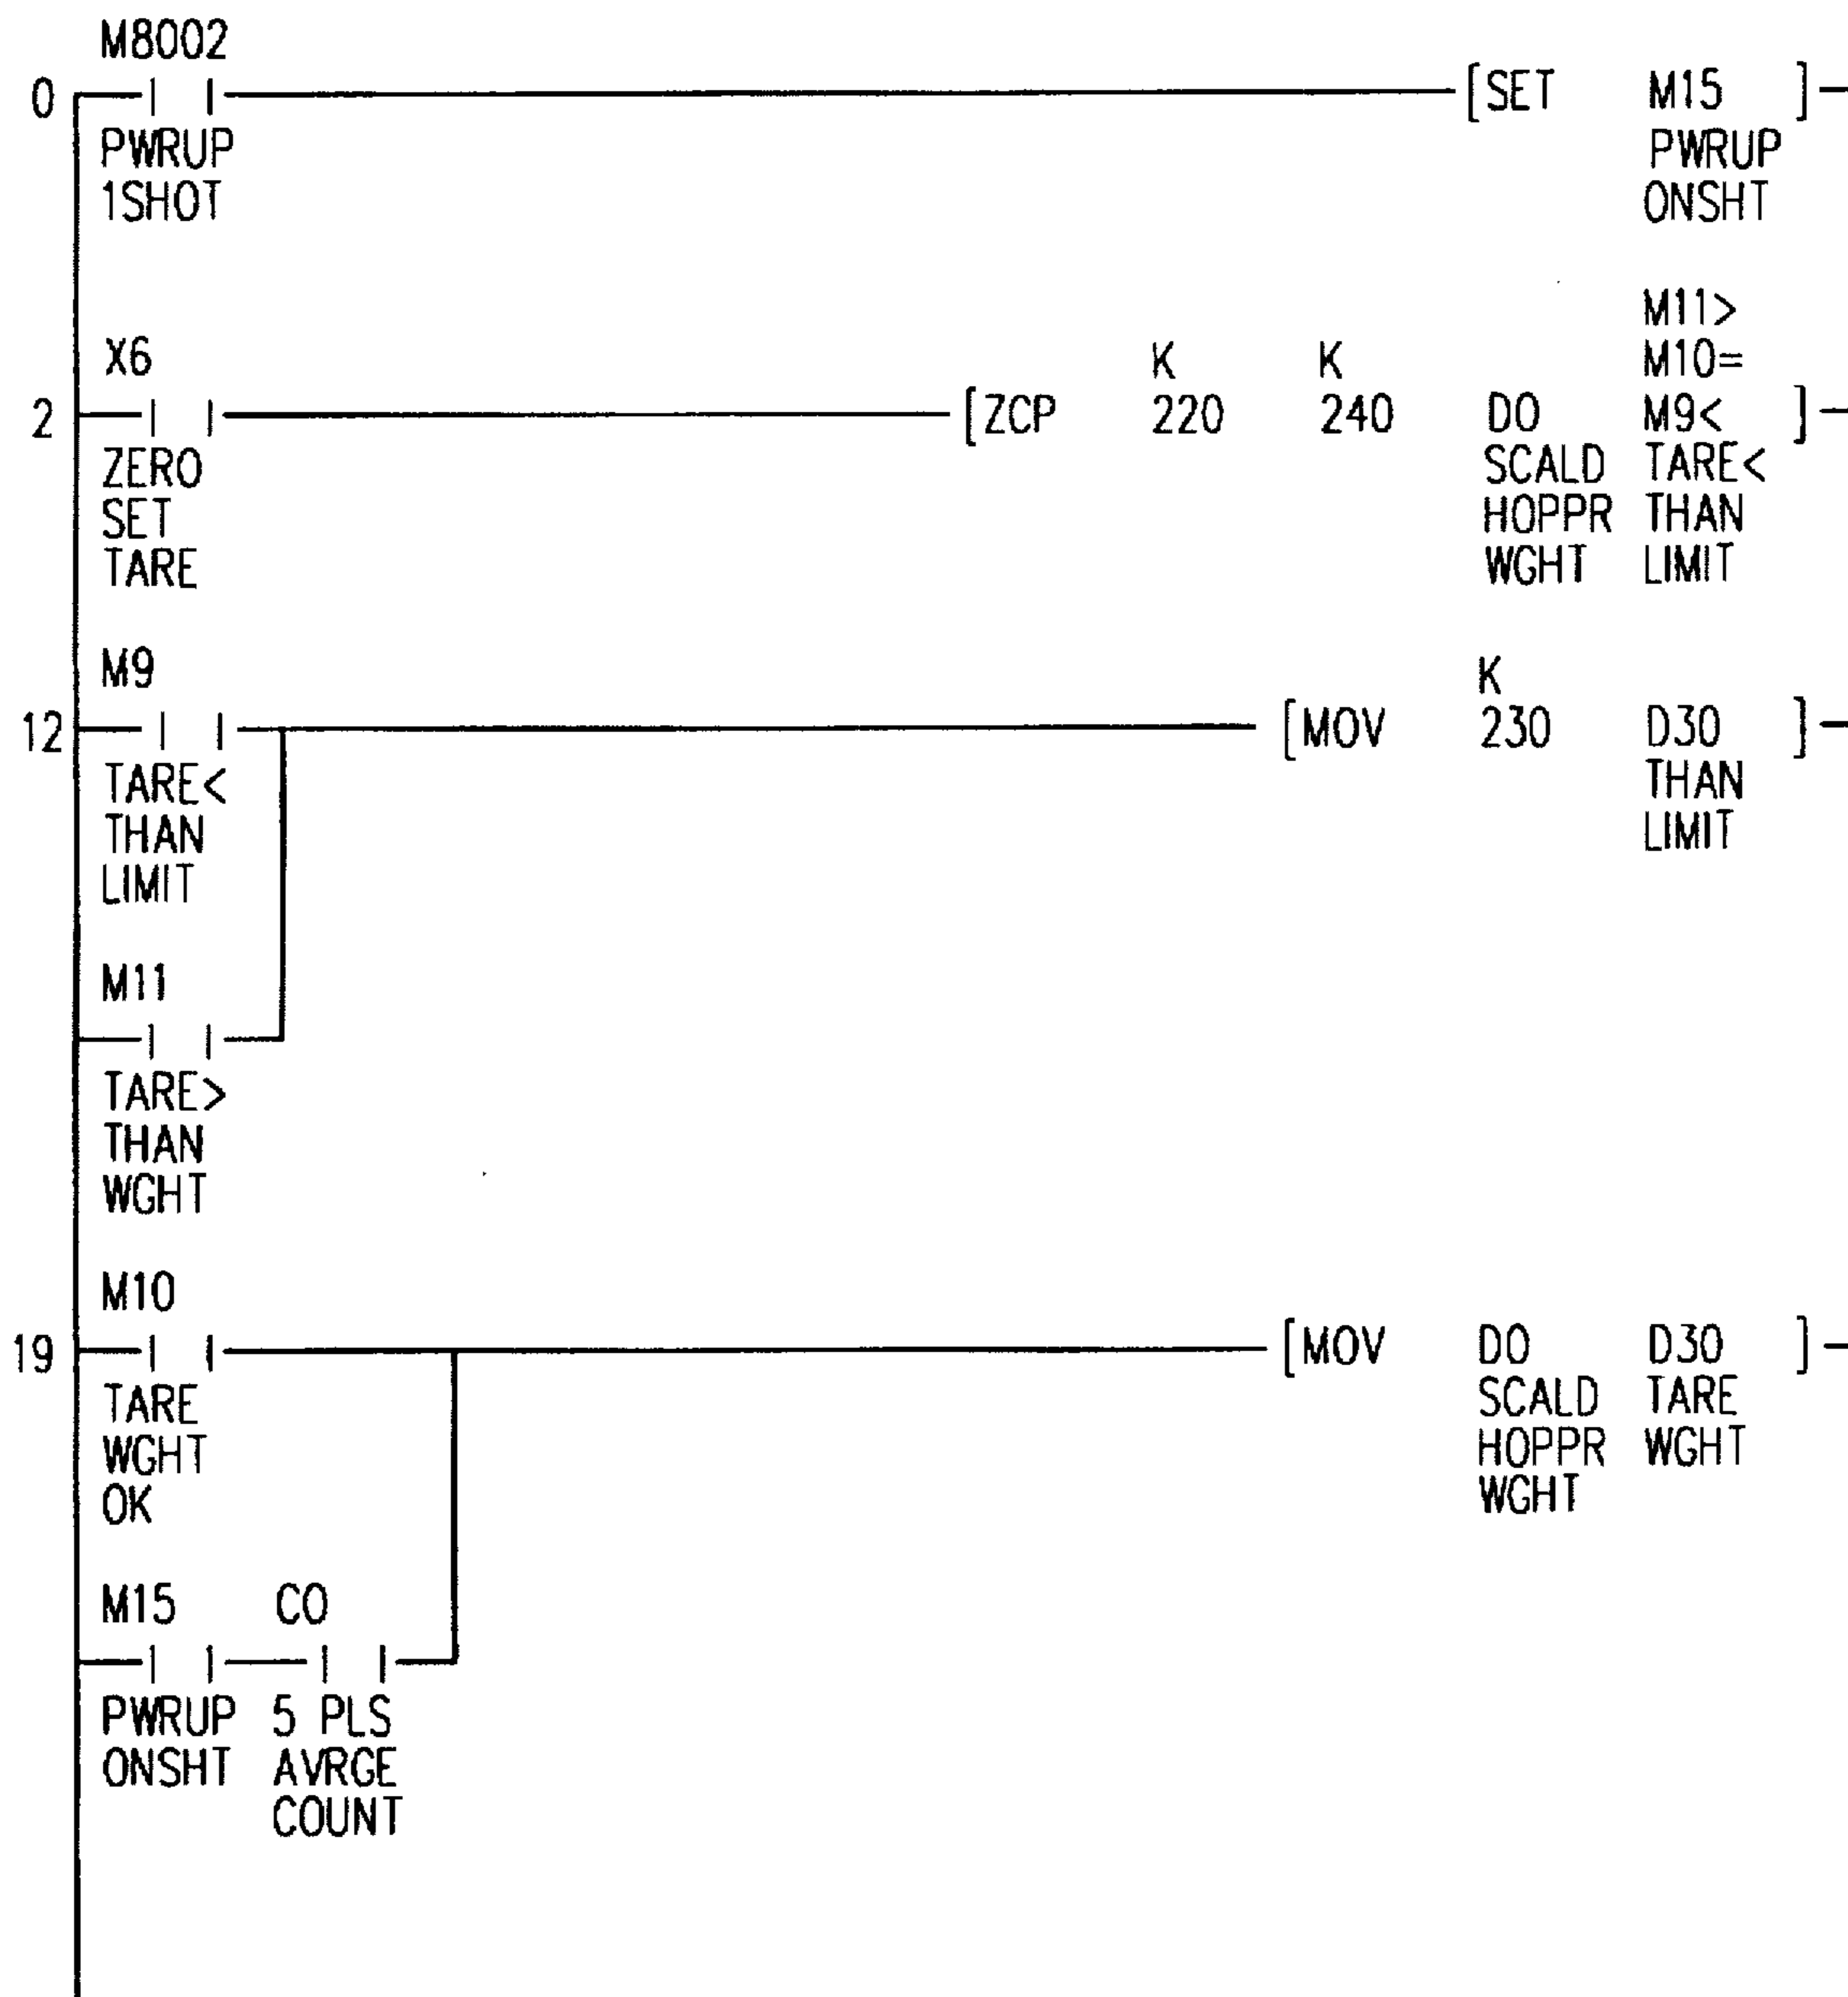 M8002
0 [SET M15 ]
PWRUP PWRUP
1SHOT ONSHT
M11>
X6 K K M10=
2 [ZCP 220 240 DO M9< ]
ZERO SCALD TARE<
SET HOPPR THAN
TARE WGHT LIMIT
M9 K
12 [MOV 230 D30 ]
TARE< THAN
THAN LIMIT
LIMIT
M11
TARE>
THAN
WGHT
M10
19 [MOV DO D30 ]
TARE SCALD TARE
WGHT HOPPR WGHT
OK WGHT
M15 CO
PWRUP 5 PLS
ONSHT AVRGE
COUNT